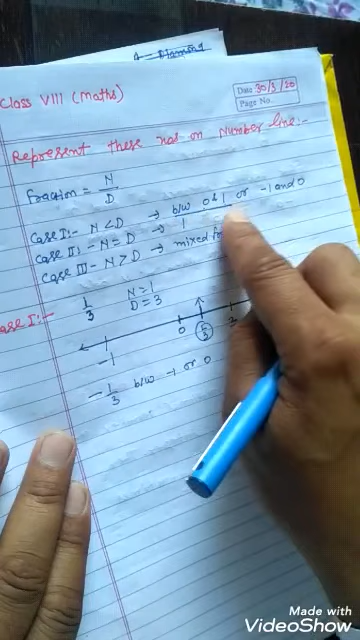 Class VIII (Maths)
Date 30/3/20
Page No.
Represent these nos on Number line:-
Fraction = N
D
Case I:- N < D → b/w 0 & 1 or -1 and 0
Case II:- N = D → 1
Case III:- N > D → mixed
Case I:- 1/3 N = 1
D = 3
-1 0 1/3
-1/3 b/w -1 or 0
Made with
VideoShow